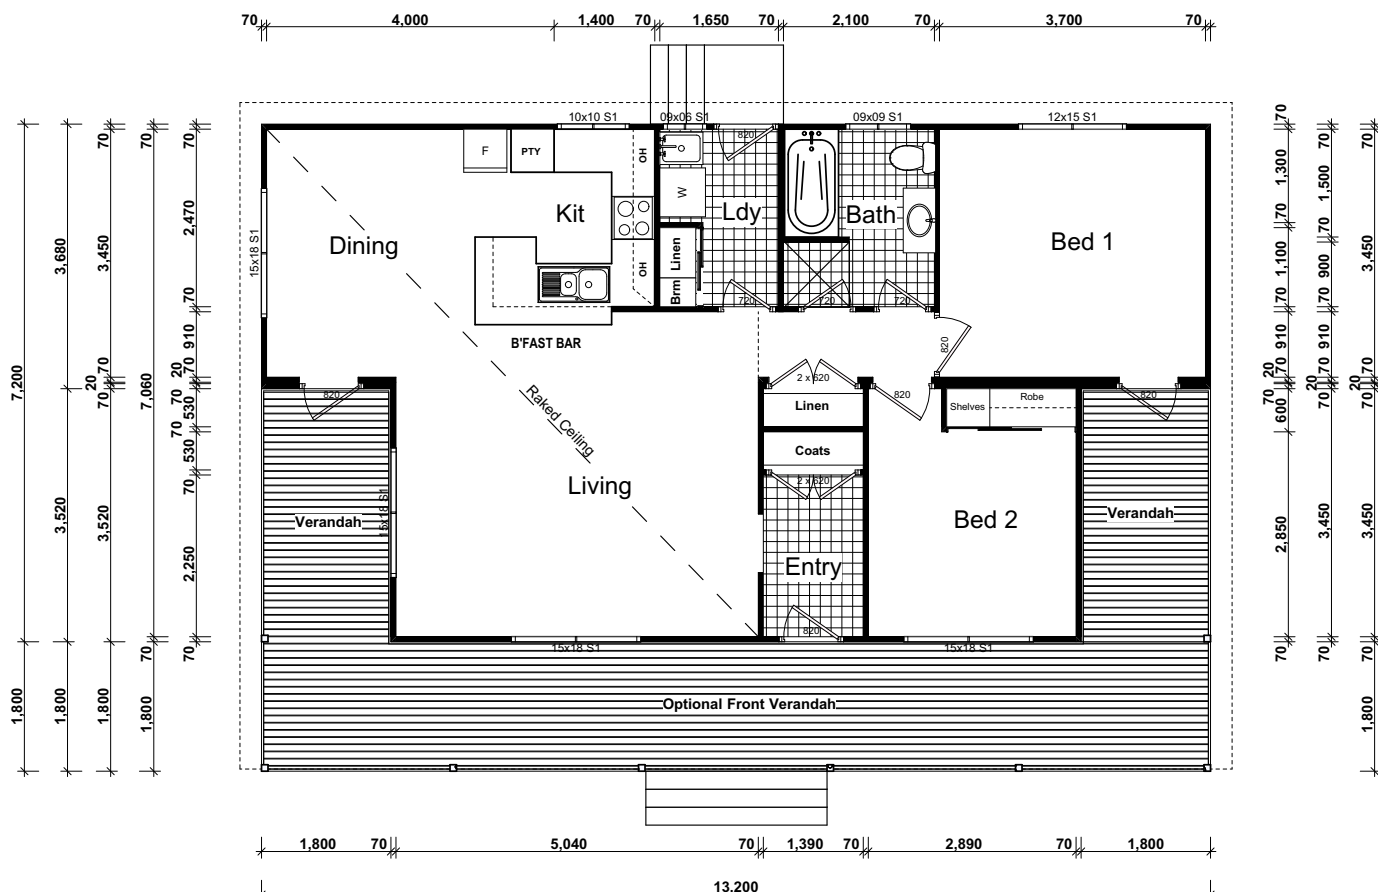 70 4,000 1,400 70 1,650 70 2,100 70 3,700 70
10x10 S1
09x06 S1
820
09x09 S1
12x15 S1
F
PTY
OH
W
Kit
Ldy
Bath
Bed 1
Dining
15x18 S1
Linen
OH
Brm
720
720
720
B'FAST BAR
820
820
2 x 620
820
820
Linen
Shelves
Robe
Raked Ceiling
Coats
2 x 620
Living
Verandah
15x18 S1
Bed 2
Verandah
Entry
820
15x18 S1
15x18 S1
Optional Front Verandah
7,200
1,800
3,680
3,520
1,800
70
3,450
70
20
70
3,520
1,800
70
7,060
70
1,800
70
2,470
70
910
70
20
70
530
70
530
70
2,250
70
70
1,300
70
1,100
70
910
70
20
70
600
2,850
70
70
1,500
70
900
70
910
70
20
70
3,450
70
70
3,450
70
20
70
3,450
70
1,800
1,800 70 5,040 70 1,390 70 2,890 70 1,800
13,200